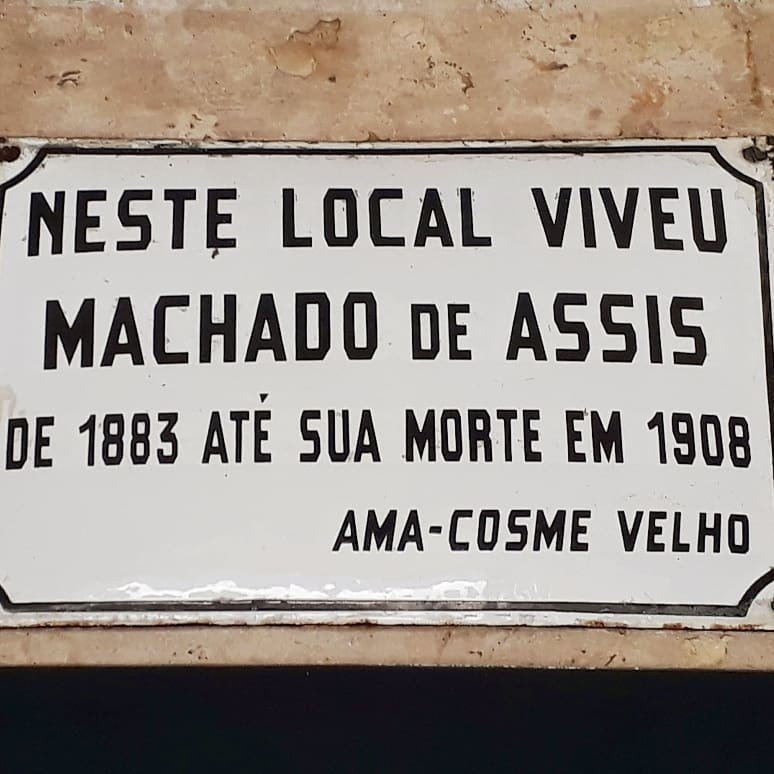 NESTE LOCAL VIVEU
MACHADO DE ASSIS
DE 1883 ATÉ SUA MORTE EM 1908
AMA-COSME VELHO